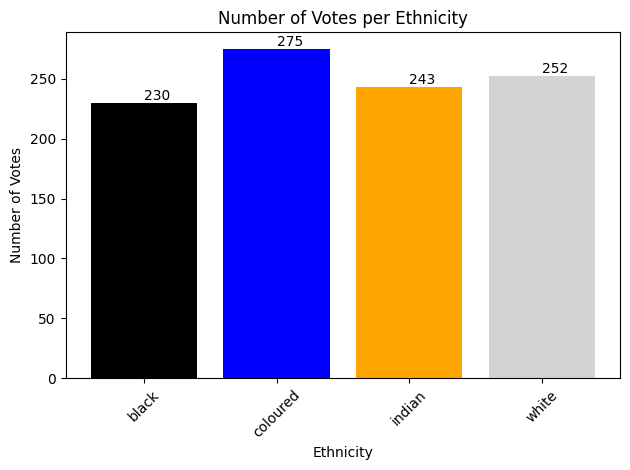 Number of Votes per Ethnicity
Number of Votes
250
200
150
100
50
0
230
275
243
252
black
coloured
indian
white
Ethnicity